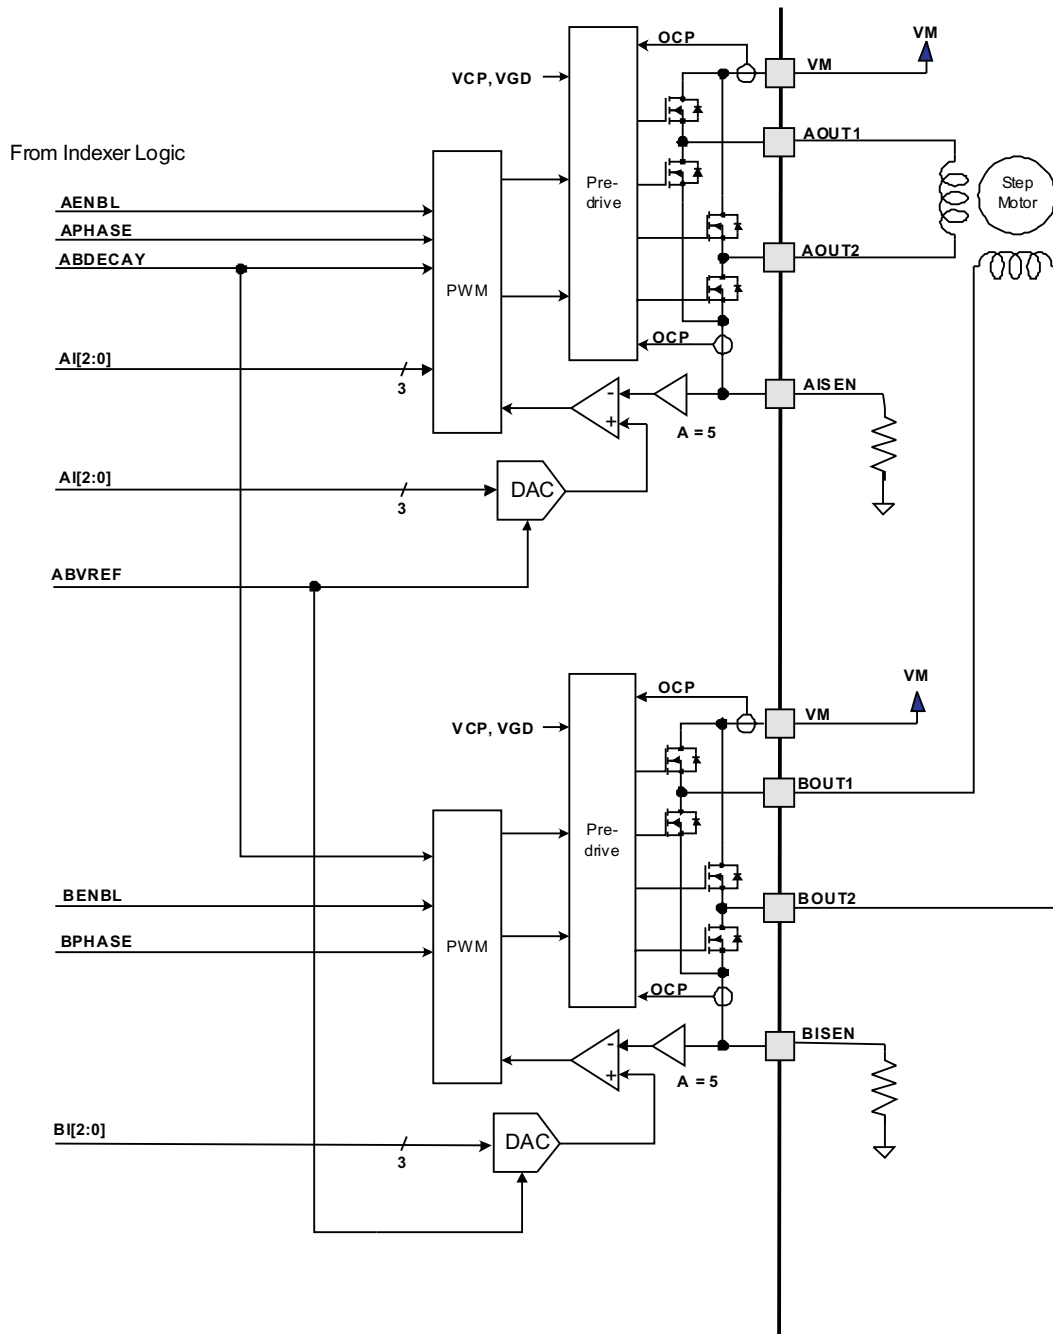 OCP
VM
VM
VCP, VGD
AOUT1
From Indexer Logic
Pre-
drive
Step
Motor
AENBL
APHASE
ABDECAY
AOUT2
PWM
OCP
AI[2:0]
3
AISEN
-
+
A = 5
AI[2:0]
3
DAC
ABVREF
VM
OCP
VM
VCP, VGD
BOUT1
Pre-
drive
BENBL
BOUT2
BPHASE
PWM
OCP
BISEN
-
+
A = 5
BI[2:0]
3
DAC